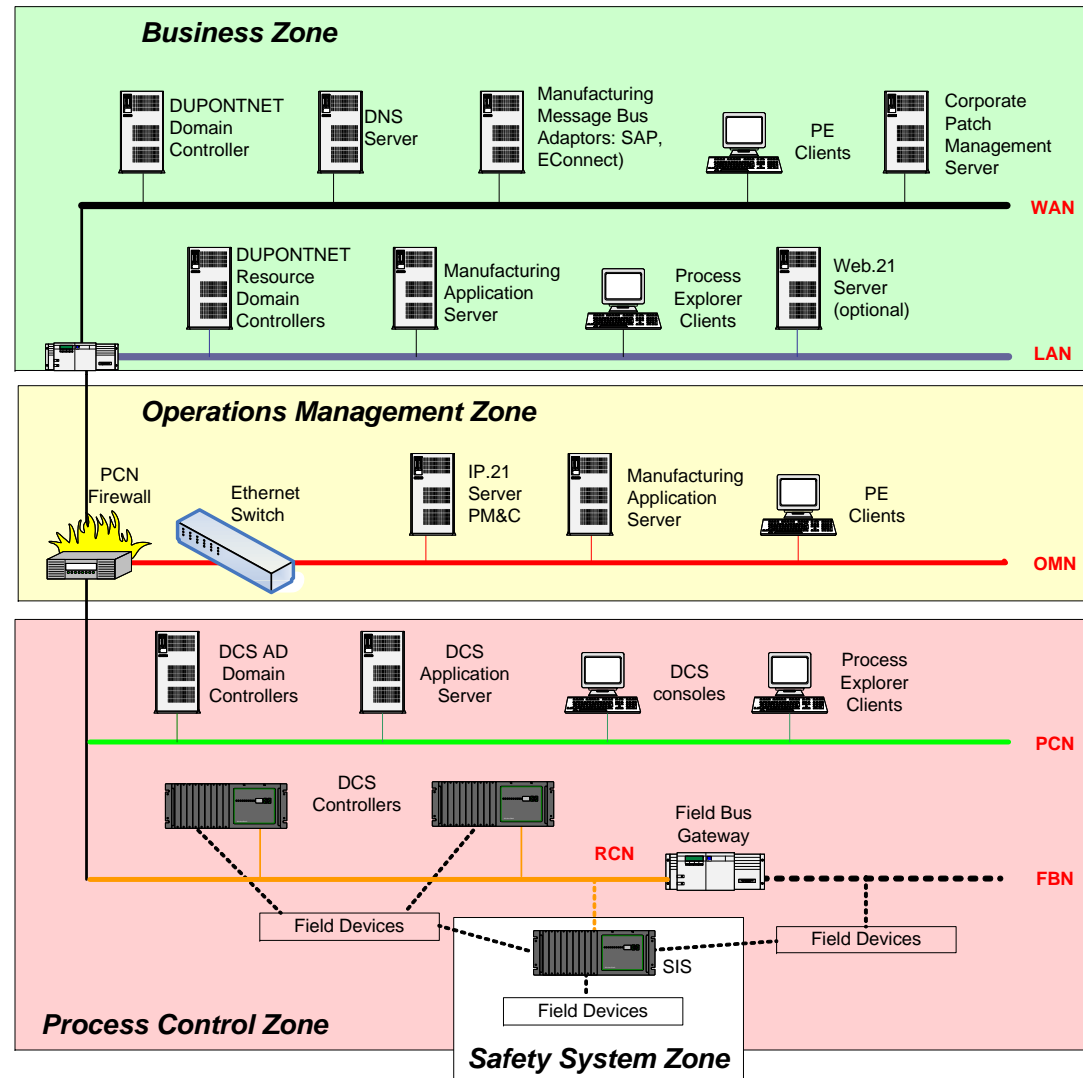 Business Zone
DUPONTNET
Domain
Controller
DNS
Server
Manufacturing
Message Bus
Adaptors: SAP,
EConnect)
PE
Clients
Corporate
Patch
Management
Server
WAN
DUPONTNET
Resource
Domain
Controllers
Manufacturing
Application
Server
Process
Explorer
Clients
Web.21
Server
(optional)
LAN
Operations Management Zone
PCN
Firewall
Ethernet
Switch
IP.21
Server
PM&C
Manufacturing
Application
Server
PE
Clients
OMN
DCS AD
Domain
Controllers
DCS
Application
Server
DCS
consoles
Process
Explorer
Clients
PCN
DCS
Controllers
Field Bus
Gateway
RCN
FBN
Field Devices
Field Devices
SIS
Field Devices
Process Control Zone
Safety System Zone